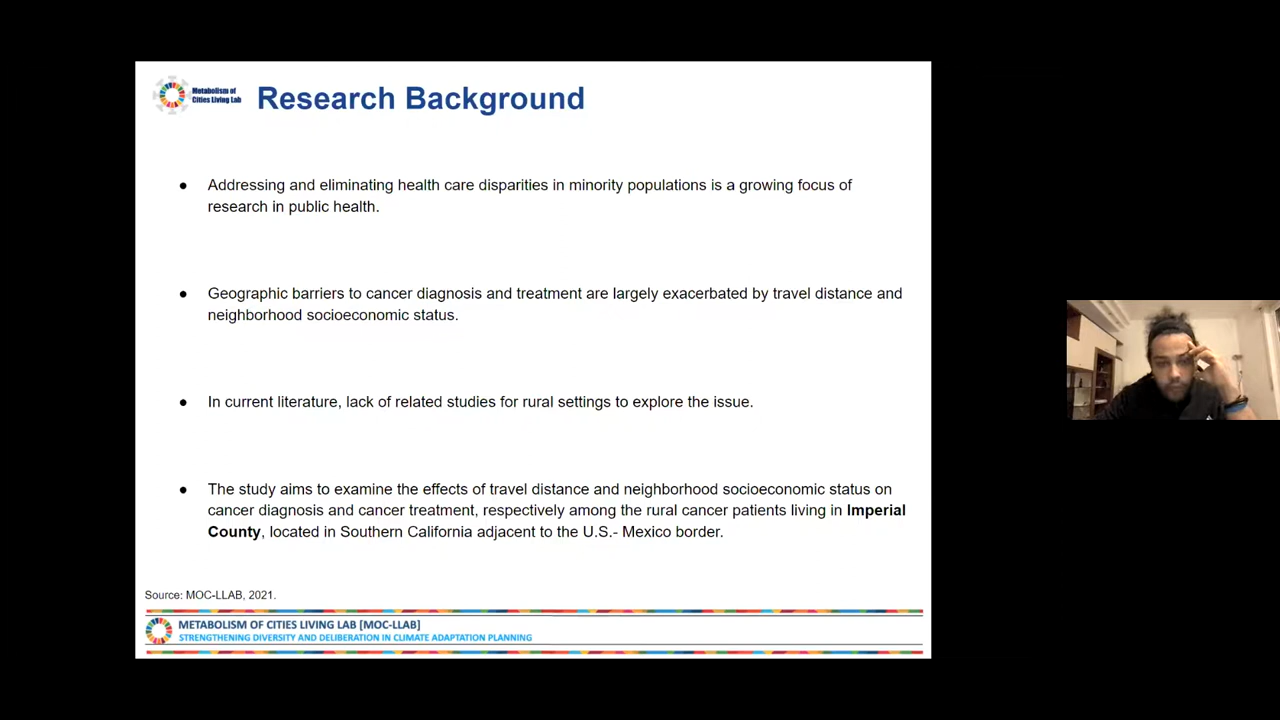 Metabolism of
Cities Living Lab
Research Background
● Addressing and eliminating health care disparities in minority populations is a growing focus of
research in public health.
● Geographic barriers to cancer diagnosis and treatment are largely exacerbated by travel distance and
neighborhood socioeconomic status.
● In current literature, lack of related studies for rural settings to explore the issue.
● The study aims to examine the effects of travel distance and neighborhood socioeconomic status on
cancer diagnosis and cancer treatment, respectively among the rural cancer patients living in Imperial
County, located in Southern California adjacent to the U.S.- Mexico border.
Source: MOC-LLAB, 2021.
METABOLISM OF CITIES LIVING LAB [MOC-LLAB]
STRENGTHENING DIVERSITY AND DELIBERATION IN CLIMATE ADAPTATION PLANNING